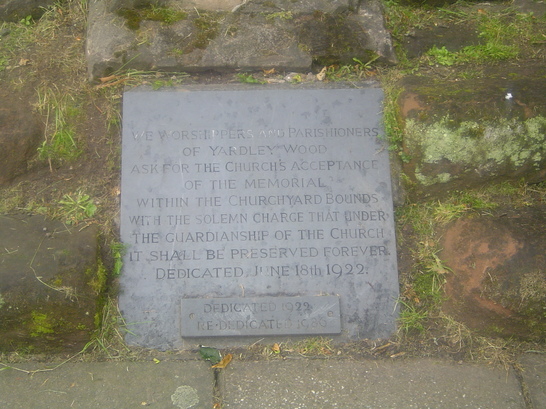 WE WORSHIPPERS AND PARISHIONERS
OF YARDLEY WOOD
ASK FOR THE CHURCH'S ACCEPTANCE
OF THE MEMORIAL
WITHIN THE CHURCHYARD BOUNDS
WITH THE SOLEMN CHARGE THAT UNDER
THE GUARDIANSHIP OF THE CHURCH
IT SHALL BE PRESERVED FOREVER.
DEDICATED, JUNE 18th 1922.
DEDICATED 1922
RE-DEDICATED